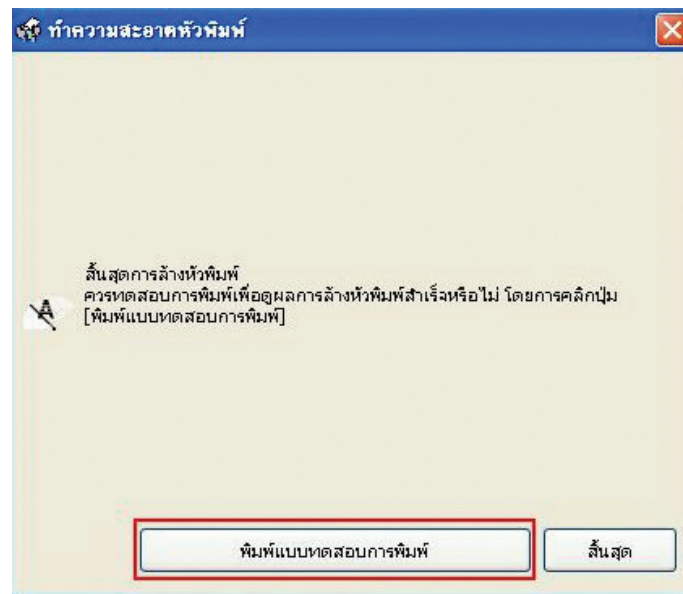 ทำความสะอาดหัวพิมพ์
สิ้นสุดการล้างหัวพิมพ์
ควรทดสอบการพิมพ์เพื่อดูผลการล้างหัวพิมพ์สำเร็จหรือไม่ โดยการคลิกปุ่ม
[พิมพ์แบบทดสอบการพิมพ์]
พิมพ์แบบทดสอบการพิมพ์ สิ้นสุด